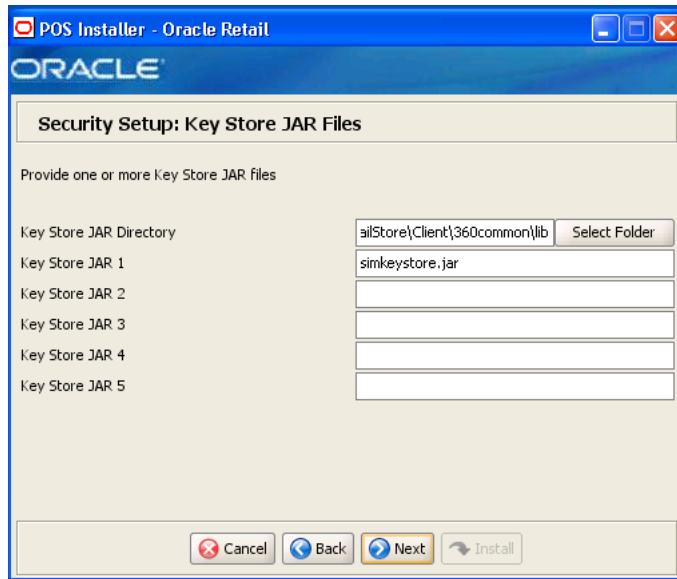 POS Installer - Oracle Retail
ORACLE
Security Setup: Key Store JAR Files
Provide one or more Key Store JAR files
Key Store JAR Directory ailStore\Client\360common\lib Select Folder
Key Store JAR 1 simkeystore.jar
Key Store JAR 2
Key Store JAR 3
Key Store JAR 4
Key Store JAR 5
Cancel Back Next Install